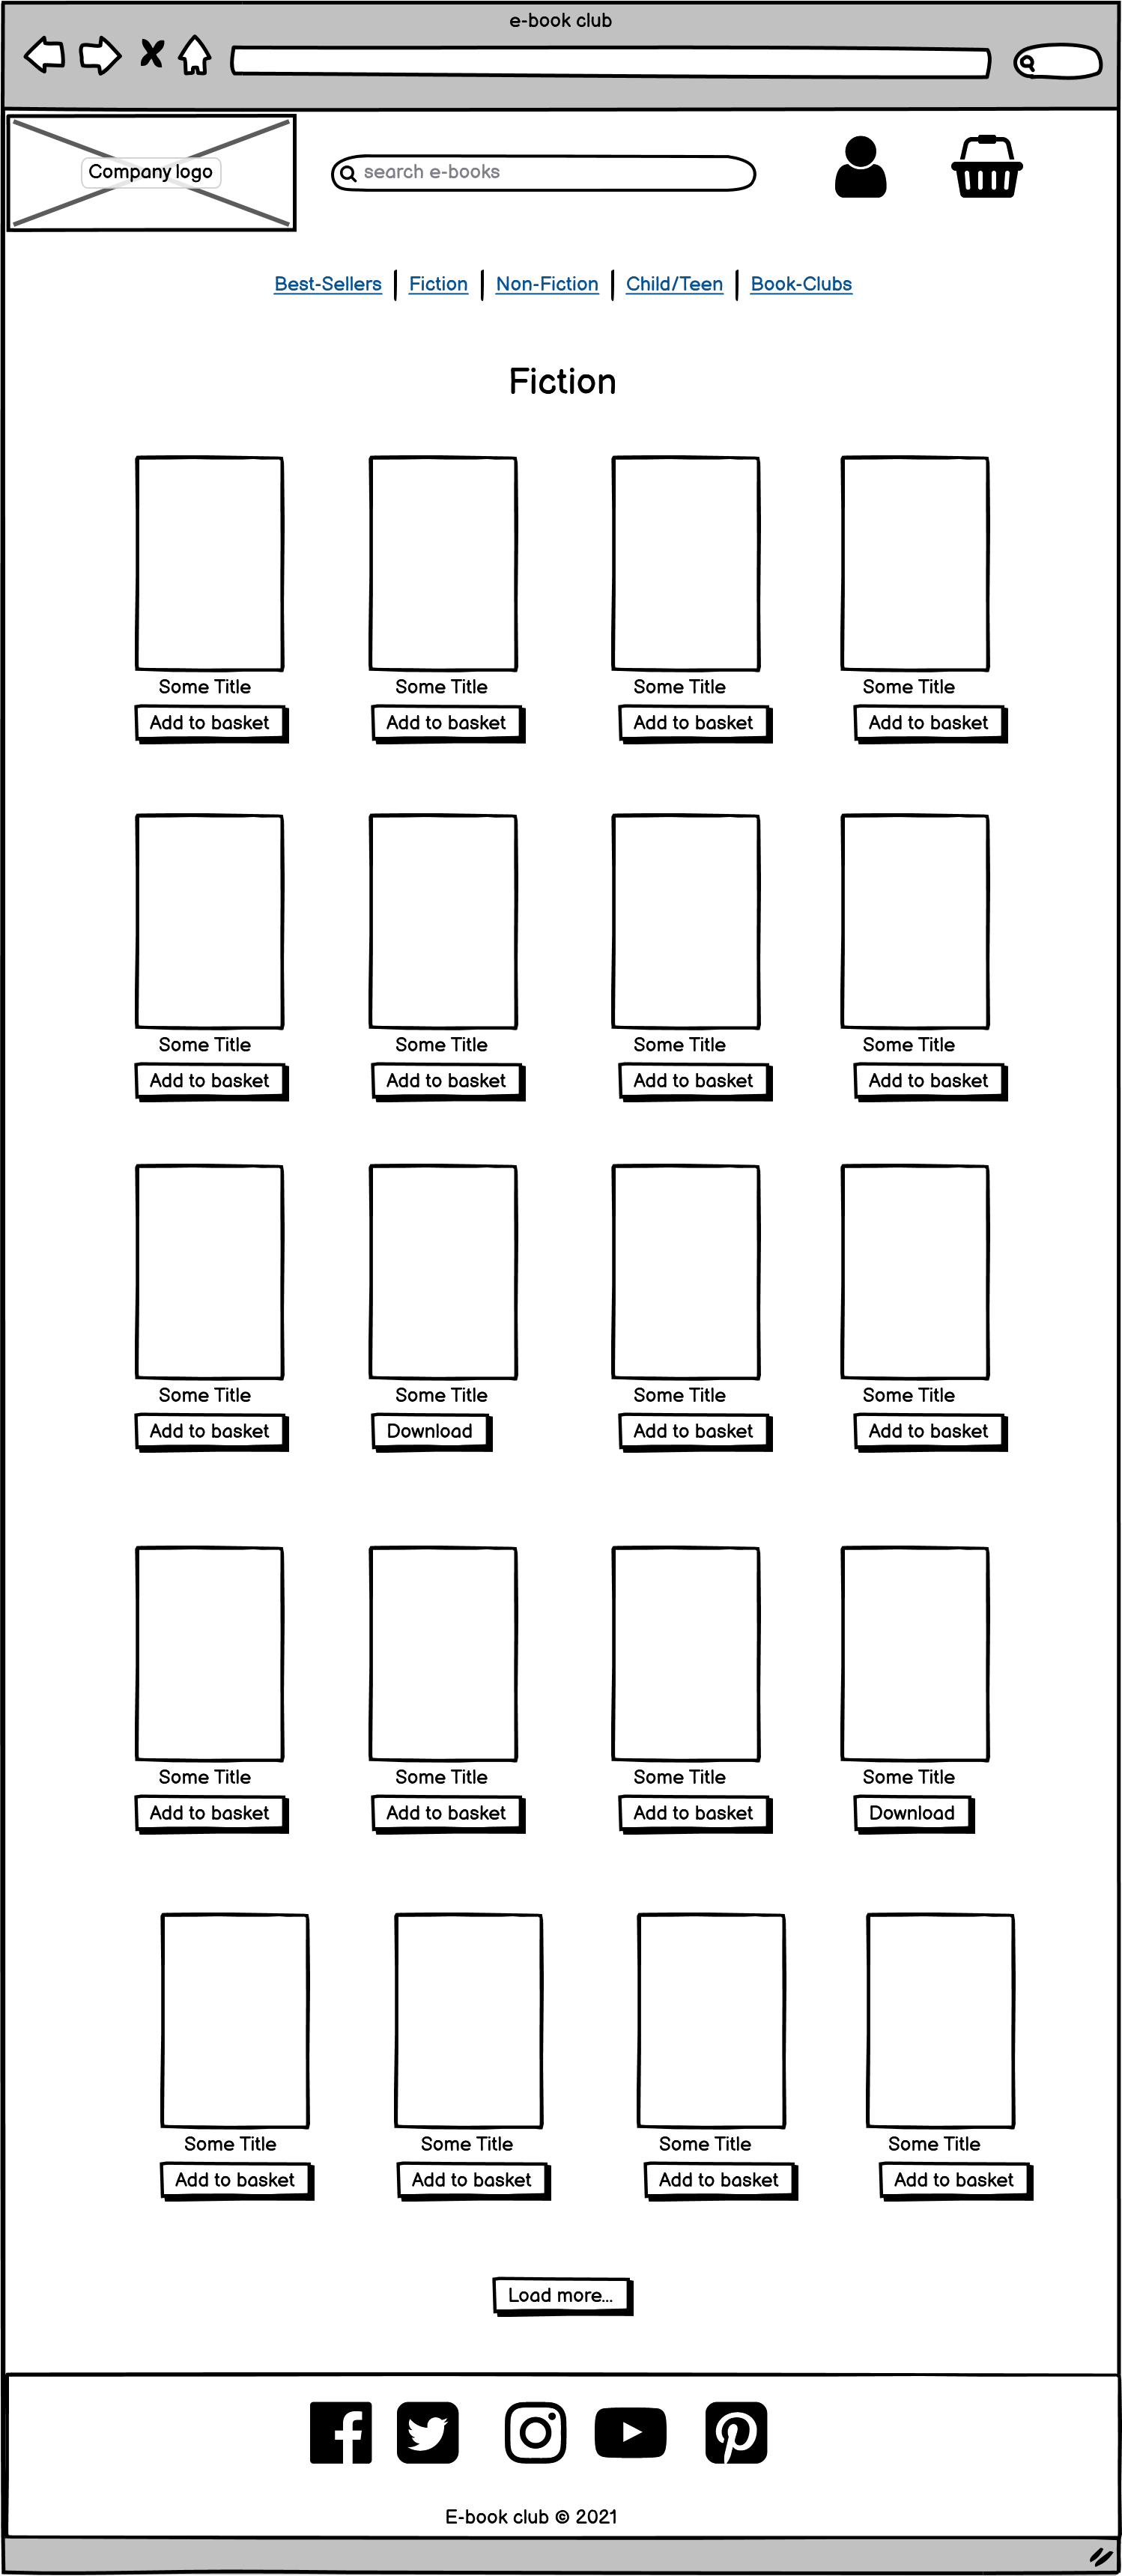 e-book club
Company logo
search e-books
Best-Sellers | Fiction | Non-Fiction | Child/Teen | Book-Clubs
Fiction
Some Title Some Title Some Title Some Title
Add to basket Add to basket Add to basket Add to basket
Some Title Some Title Some Title Some Title
Add to basket Add to basket Add to basket Add to basket
Some Title Some Title Some Title Some Title
Add to basket Download Add to basket Add to basket
Some Title Some Title Some Title Some Title
Add to basket Add to basket Add to basket Download
Some Title Some Title Some Title Some Title
Add to basket Add to basket Add to basket Add to basket
Load more...
E-book club © 2021